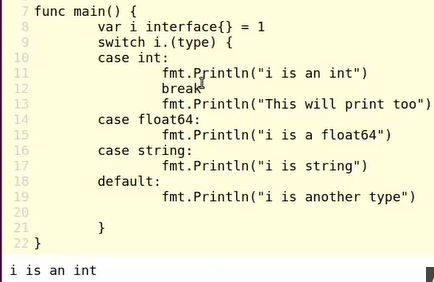 7 func main() {
8 var i interface{} = 1
9 switch i.(type) {
10 case int:
11 fmt.Println("i is an int")
12 break
13 fmt.Println("This will print too")
14 case float64:
15 fmt.Println("i is a float64")
16 case string:
17 fmt.Println("i is string")
18 default:
19 fmt.Println("i is another type")
20
21 }
22 }
i is an int